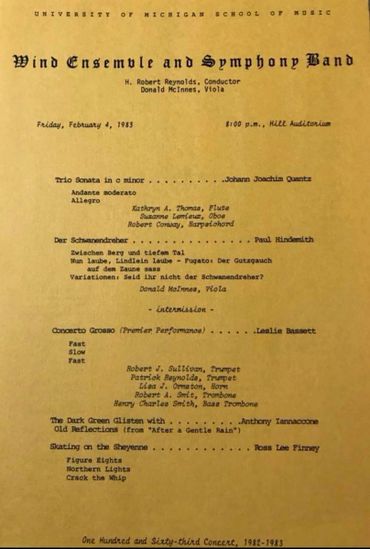 UNIVERSITY OF MICHIGAN SCHOOL OF MUSIC
Wind Ensemble and Symphony Band
H. Robert Reynolds, Conductor
Donald McInnes, Viola
Friday, February 4, 1983 8:00 p.m., Hill Auditorium
Trio Sonata in c minor . . . . . . . . . . Johann Joachim Quantz
Andante moderato
Allegro
Kathryn A. Thomas, Flute
Suzanne Lemieux, Oboe
Robert Conway, Harpsichord
Der Schwanendreher . . . . . . . . . . . . . . . . Paul Hindemith
Zwischen Berg und tiefem Tal
Nun laube, Lindlein laube - Fugato: Der Gutzgauch
auf dem Zaune sass
Variationen: Seid ihr nicht der Schwanendreher?
Donald McInnes, Viola
- intermission -
Concerto Grosso (Premier Performance) . . . . . . Leslie Bassett
Fast
Slow
Fast
Robert J. Sullivan, Trumpet
Patrick Reynolds, Trumpet
Lisa J. Ormston, Horn
Robert A. Smit, Trombone
Henry Charles Smith, Bass Trombone
The Dark Green Glisten with . . . . . . . . . Anthony Iannaccone
Old Reflections (from "After a Gentle Rain")
Skating on the Sheyenne . . . . . . . . . . . . Ross Lee Finney
Figure Eights
Northern Lights
Crack the Whip
One Hundred and Sixty-third Concert, 1982-1983